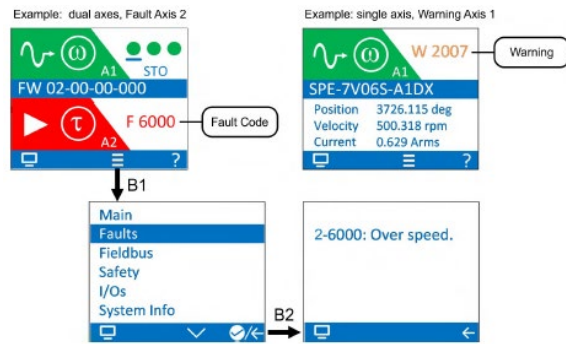 Example: dual axes, Fault Axis 2
A1
STO
FW 02-00-00-000
F 6000
Fault Code
A2
?
B1
Example: single axis, Warning Axis 1
W 2007
Warning
A1
SPE-7V06S-A1DX
Position 3726.115 deg
Velocity 500.318 rpm
Current 0.629 Arms
?
Main
Faults
Fieldbus
Safety
I/Os
System Info
B2
2-6000: Over speed.